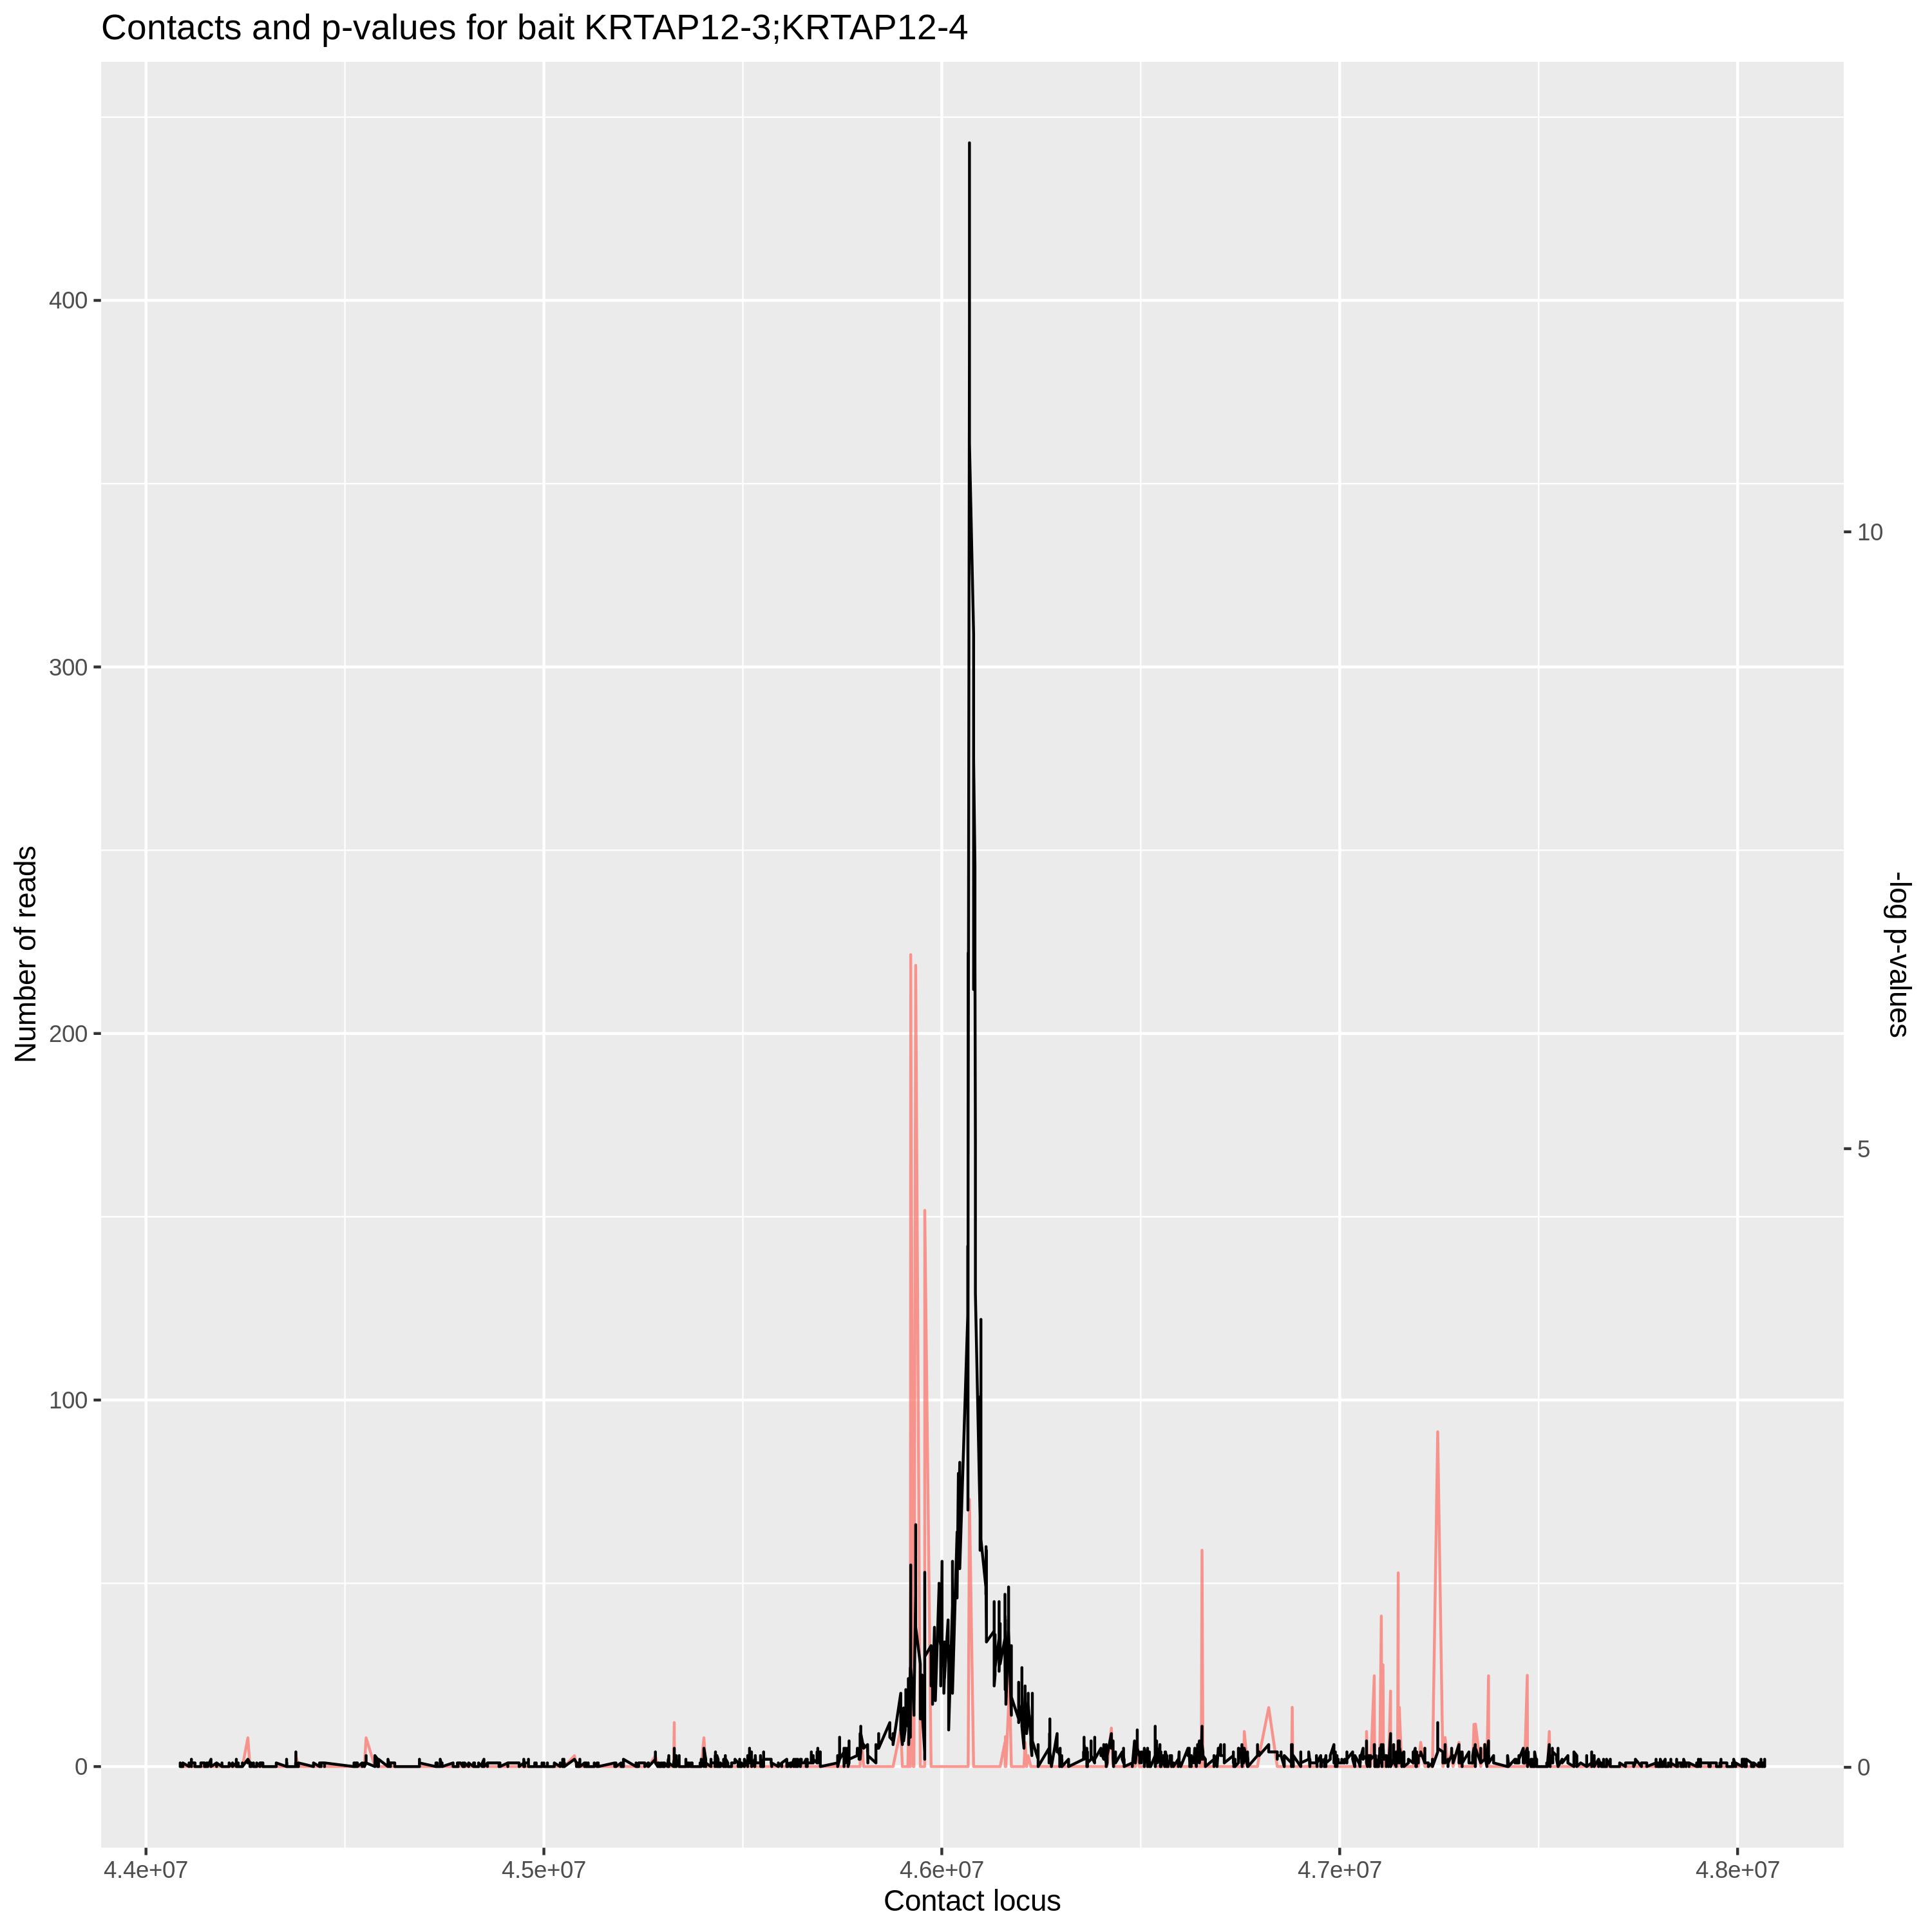 Contacts and p-values for bait KRTAP12-3;KRTAP12-4
400
300
200
100
0
Number of reads
10
5
0
-log p-values
4.4e+07
4.5e+07
4.6e+07
4.7e+07
4.8e+07
Contact locus